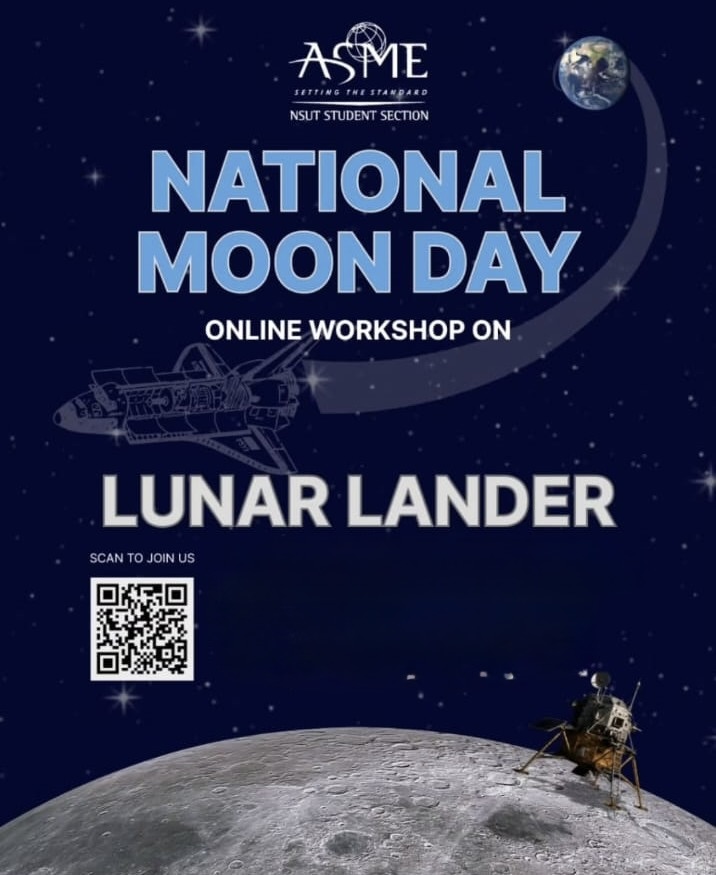 ASME
SETTING THE STANDARD
NSUT STUDENT SECTION
NATIONAL
MOON DAY
ONLINE WORKSHOP ON
LUNAR LANDER
SCAN TO JOIN US